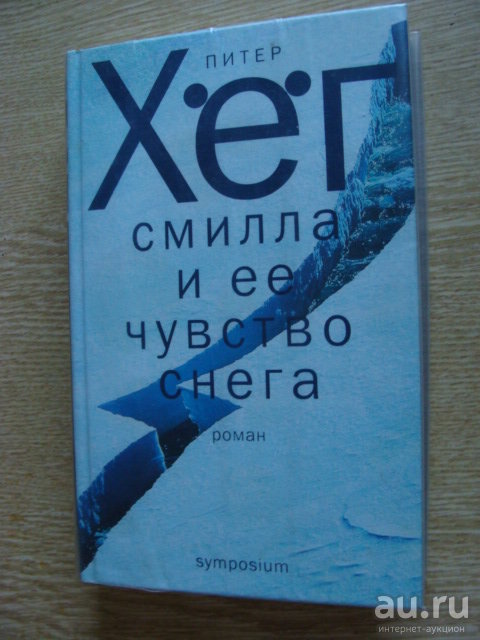 ПИТЕР
ХЁГ
смилла
и ее
чувство
снега
роман
symposium
au.ru
интернет-аукцион